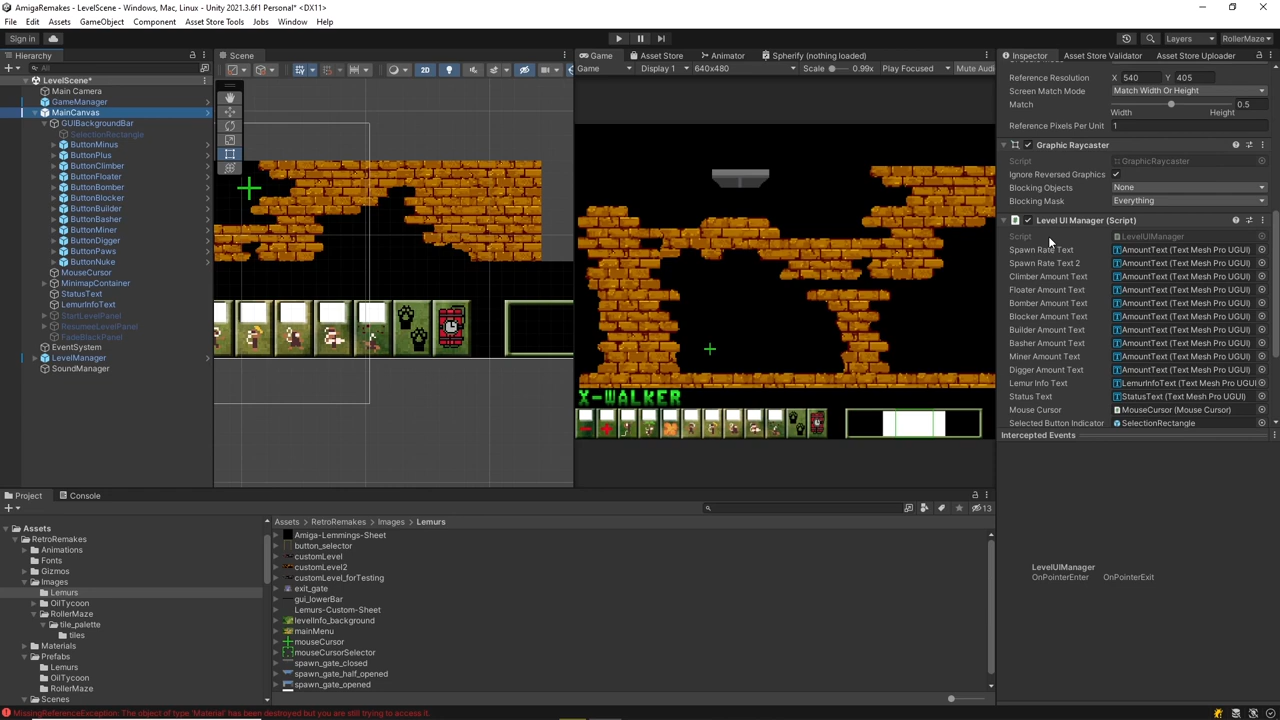 AmigaRemakes - LevelScene - Windows, Mac, Linux - Unity 2021.3.6f1 Personal* <DX11>
File Edit Assets GameObject Component Asset Store Tools Jobs Window Help
Sign in
Layers
RollerMaze...
Hierarchy
All
LevelScene*
Main Camera
GameManager
MainCanvas
GUIBackgroundBar
SelectionRectangle
ButtonMinus
ButtonPlus
ButtonClimber
ButtonFloater
ButtonBomber
ButtonBlocker
ButtonBuilder
ButtonBasher
ButtonMiner
ButtonDigger
ButtonPaws
ButtonNuke
MouseCursor
MinimapContainer
StatusText
LemurInfoText
StartLevelPanel
ResumeeLevelPanel
FadeBlackPanel
EventSystem
LevelManager
SoundManager
Scene
2D
Game Asset Store Animator Spherify (nothing loaded)
Game Display 1 640x480 Scale 0.99x Play Focused Mute Audi
X-WALKER
Inspector Asset Store Validator Asset Store Uploader
Reference Resolution X 540 Y 405
Screen Match Mode Match Width Or Height
Match 0.5
Width Height
Reference Pixels Per Unit 1
Graphic Raycaster
Script GraphicRaycaster
Ignore Reversed Graphics
Blocking Objects None
Blocking Mask Everything
Level UI Manager (Script)
Script LevelUIManager
Spawn Rate Text AmountText (Text Mesh Pro UGUI)
Spawn Rate Text 2 AmountText (Text Mesh Pro UGUI)
Climber Amount Text AmountText (Text Mesh Pro UGUI)
Floater Amount Text AmountText (Text Mesh Pro UGUI)
Bomber Amount Text AmountText (Text Mesh Pro UGUI)
Blocker Amount Text AmountText (Text Mesh Pro UGUI)
Builder Amount Text AmountText (Text Mesh Pro UGUI)
Basher Amount Text AmountText (Text Mesh Pro UGUI)
Miner Amount Text AmountText (Text Mesh Pro UGUI)
Digger Amount Text AmountText (Text Mesh Pro UGUI)
Lemur Info Text LemurInfoText (Text Mesh Pro UGUI
Status Text StatusText (Text Mesh Pro UGUI)
Mouse Cursor MouseCursor (Mouse Cursor)
Selected Button Indicator SelectionRectangle
Intercepted Events
LevelUIManager
OnPointerEnter OnPointerExit
Project Console
13
Assets
RetroRemakes
Animations
Fonts
Gizmos
Images
Lemurs
OilTycoon
RollerMaze
tile_palette
tiles
Materials
Prefabs
Lemurs
OilTycoon
RollerMaze
Scenes
Assets RetroRemakes Images Lemurs
Amiga-Lemmings-Sheet
button_selector
customLevel
customLevel2
customLevel_forTesting
exit_gate
gui_lowerBar
Lemurs-Custom-Sheet
levelInfo_background
mainMenu
mouseCursor
mouseCursorSelector
spawn_gate_closed
spawn_gate_half_opened
spawn_gate_opened
MissingReferenceException: The object of type 'Material' has been destroyed but you are still trying to access it.